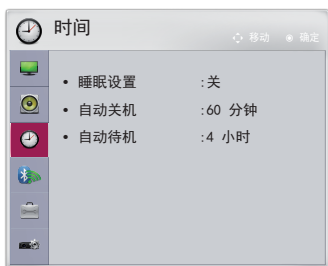 时间
移动 确定
• 睡眠设置 :关
• 自动关机 :60 分钟
• 自动待机 :4 小时